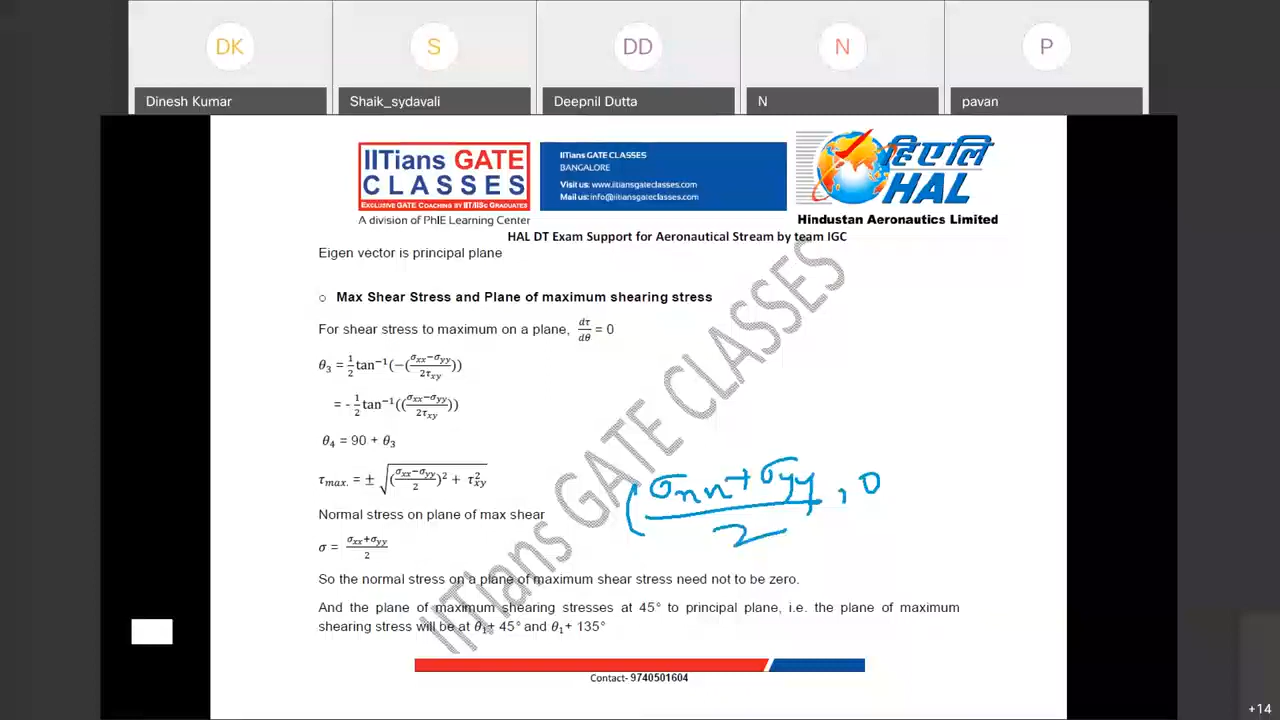 DK S DD N P
Dinesh Kumar Shaik_sydavali Deepnil Dutta N pavan
IITians GATE
CLASSES
EXCLUSIVE GATE COACHING BY IIT/IISc GRADUATES
A division of PhIE Learning Center
IITians GATE CLASSES
BANGALORE
Visit us: www.iitiansgateclasses.com
Mail us: info@iitiansgateclasses.com
हिएलि
HAL
Hindustan Aeronautics Limited
HAL DT Exam Support for Aeronautical Stream by team IGC
Eigen vector is principal plane
○ Max Shear Stress and Plane of maximum shearing stress
For shear stress to maximum on a plane, dτ/dθ = 0
θ₃ = 1/2 tan⁻¹(−(σxx−σyy/2τxy))
= - 1/2 tan⁻¹((σxx−σyy/2τxy))
θ₄ = 90 + θ₃
τmax. = ± √((σxx−σyy/2)² + τ²xy)
Normal stress on plane of max shear
σ = σxx+σyy/2
(σxx+σyy/2, 0
So the normal stress on a plane of maximum shear stress need not to be zero.
And the plane of maximum shearing stresses at 45° to principal plane, i.e. the plane of maximum
shearing stress will be at θ₁+ 45° and θ₁+ 135°
IITians GATE CLASSES
Contact- 9740501604
+14